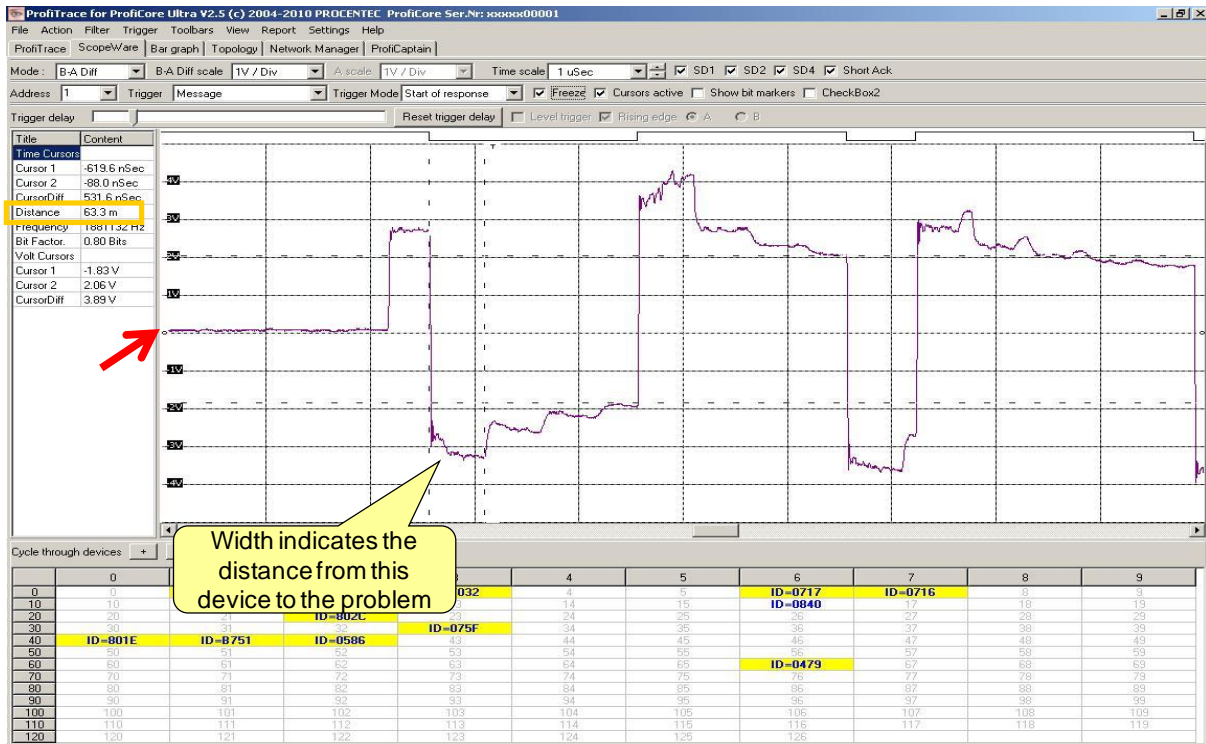 ProfiTrace for ProfiCore Ultra V2.5 (c) 2004-2010 PROCENTEC ProfiCore Ser.Nr: xxxxx00001
File Action Filter Trigger Toolbars View Report Settings Help
ProfiTrace ScopeWare Bar graph Topology Network Manager ProfiCaptain
Mode: B-A Diff B-A Diff scale 1V / Div A scale 1V / Div Time scale 1 uSec SD1 SD2 SD4 Short Ack
Address 1 Trigger Message Trigger Mode Start of response Freeze Cursors active Show bit markers CheckBox2
Trigger delay Reset trigger delay Level trigger Rising edge A B
Title Content
Time Cursors
Cursor 1 -619.6 nSec
Cursor 2 -88.0 nSec
CursorDiff 531.6 nSec
Distance 63.3 m
Frequency 1881132 Hz
Bit Factor. 0.80 Bits
Volt Cursors
Cursor 1 -1.83 V
Cursor 2 2.06 V
CursorDiff 3.89 V
T
4V
3V
2V
1V
-1V
-2V
-3V
-4V
Width indicates the
distance from this
device to the problem
Cycle through devices +
0 4 5 6 7 8 9
0 0 032 4 5 ID=0717 ID=0716 8 9
10 10 14 15 ID=0840 17 18 19
20 20 21 ID=802C 23 24 25 26 27 28 29
30 30 31 32 ID=075F 34 35 36 37 38 39
40 ID=801E ID=B751 ID=0586 43 44 45 46 47 48 49
50 50 51 52 53 54 55 56 57 58 59
60 60 61 62 63 64 65 ID=0479 67 68 69
70 70 71 72 73 74 75 76 77 78 79
80 80 81 82 83 84 85 86 87 88 89
90 90 91 92 93 94 95 96 97 98 99
100 100 101 102 103 104 105 106 107 108 109
110 110 111 112 113 114 115 116 117 118 119
120 120 121 122 123 124 125 126